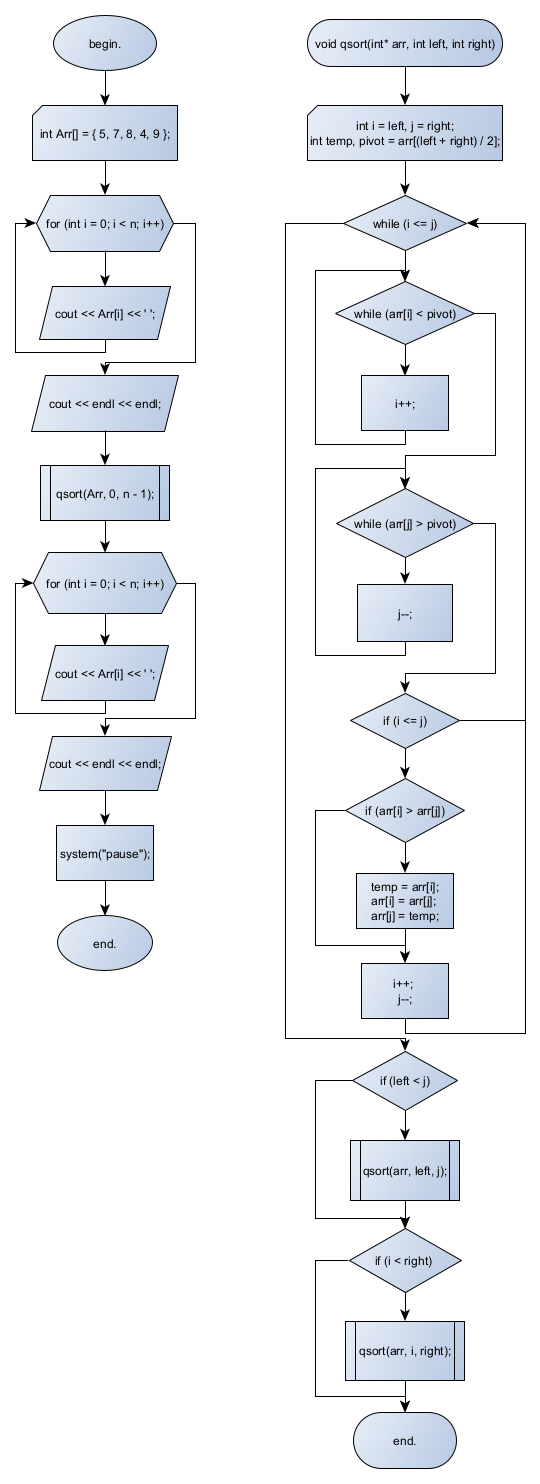 begin.
int Arr[] = { 5, 7, 8, 4, 9 };
for (int i = 0; i < n; i++)
cout << Arr[i] << ' ';
cout << endl << endl;
qsort(Arr, 0, n - 1);
for (int i = 0; i < n; i++)
cout << Arr[i] << ' ';
cout << endl << endl;
system("pause");
end.
void qsort(int* arr, int left, int right)
int i = left, j = right;
int temp, pivot = arr[(left + right) / 2];
while (i <= j)
while (arr[i] < pivot)
i++;
while (arr[j] > pivot)
j--;
if (i <= j)
if (arr[i] > arr[j])
temp = arr[i];
arr[i] = arr[j];
arr[j] = temp;
i++;
j--;
if (left < j)
qsort(arr, left, j);
if (i < right)
qsort(arr, i, right);
end.